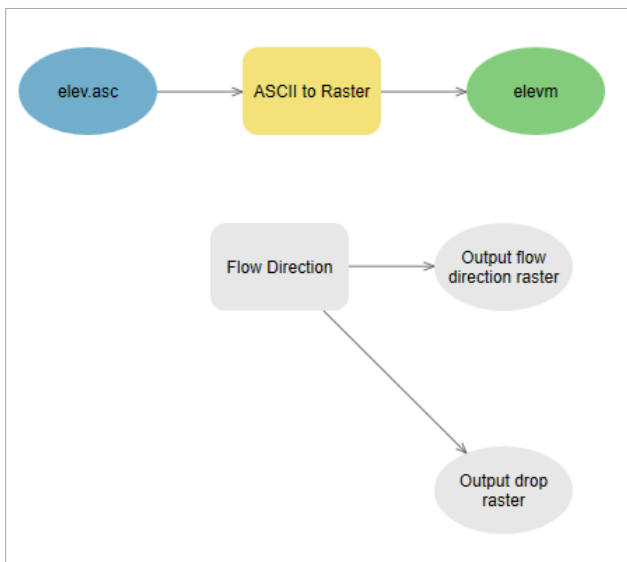 elev.asc
ASCII to Raster
elevm
Flow Direction
Output flow
direction raster
Output drop
raster